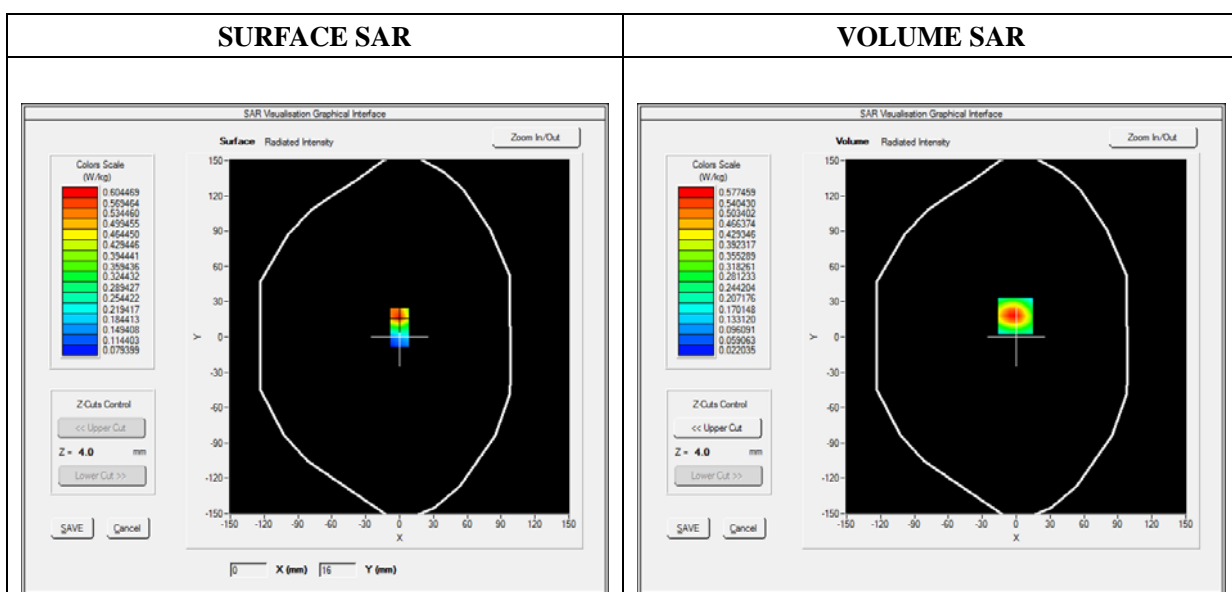 SURFACE SAR
VOLUME SAR
SAR Visualisation Graphical Interface
Surface Radiated Intensity
Zoom In/Out
Colors Scale
(W/kg)
0.604469
0.569464
0.534460
0.499455
0.464450
0.429446
0.394441
0.359436
0.324432
0.289427
0.254422
0.219417
0.184413
0.149408
0.114403
0.079399
Z-Cuts Control
<< Upper Cut
Z = 4.0 mm
Lower Cut >>
SAVE Cancel
150
120
90
60
30
0
-30
-60
-90
-120
-150
Y
-150 -120 -90 -60 -30 0 30 60 90 120 150
X
0 X (mm) 16 Y (mm)
SAR Visualisation Graphical Interface
Volume Radiated Intensity
Zoom In/Out
Colors Scale
(W/kg)
0.577459
0.540430
0.503402
0.466374
0.429346
0.392317
0.355289
0.318261
0.281233
0.244204
0.207176
0.170148
0.133120
0.096091
0.059063
0.022035
Z-Cuts Control
<< Upper Cut
Z = 4.0 mm
Lower Cut >>
SAVE Cancel
150
120
90
60
30
0
-30
-60
-90
-120
-150
Y
-150 -120 -90 -60 -30 0 30 60 90 120 150
X